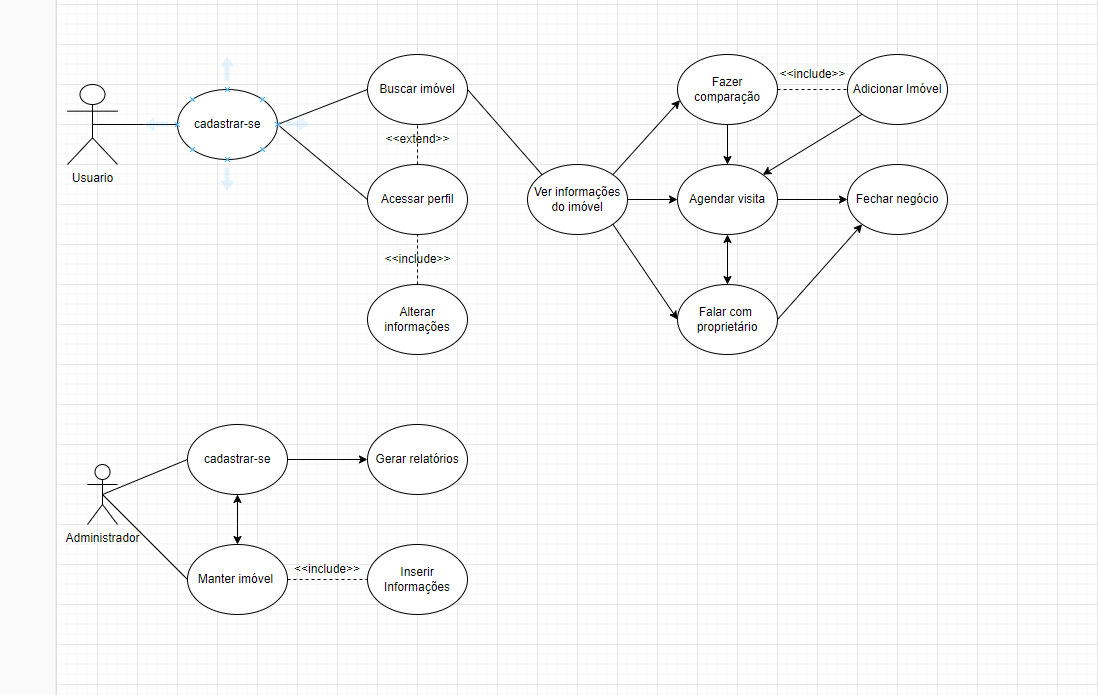 Usuario
cadastrar-se
Buscar imóvel
<<extend>>
Acessar perfil
<<include>>
Alterar
informações
Ver informações
do imóvel
Fazer
comparação
<<include>>
Adicionar Imóvel
Agendar visita
Fechar negócio
Falar com
proprietário
Administrador
cadastrar-se
Gerar relatórios
Manter imóvel
<<include>>
Inserir
Informações